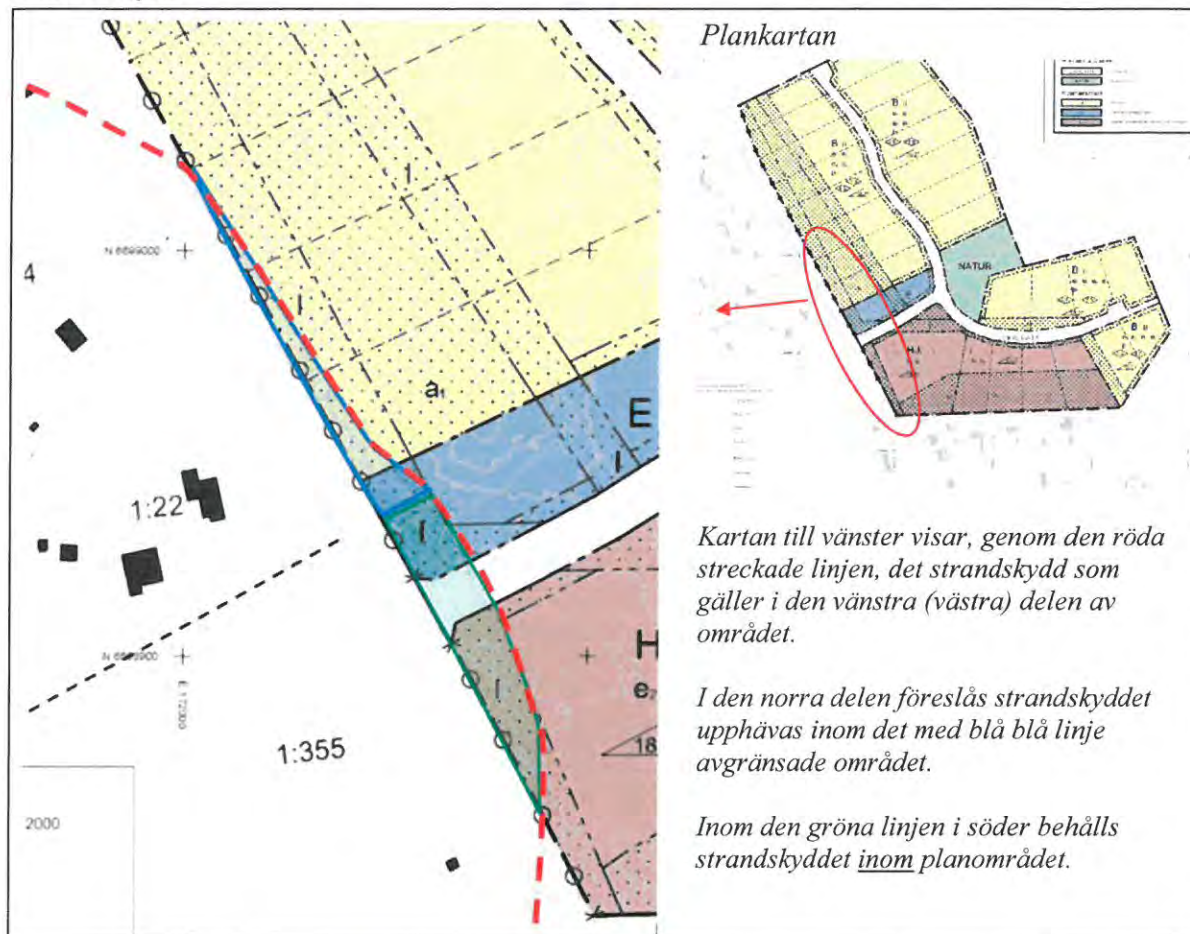 Plankartan
NATUR
N 6699000
4
I
I
a₁
E
I
1:22
I
H
e₂
I
18
1:355
2000
Kartan till vänster visar, genom den röda
streckade linjen, det strandskydd som
gäller i den vänstra (västra) delen av
området.
I den norra delen föreslås strandskyddet
upphävas inom det med blå blå linje
avgränsade området.
Inom den gröna linjen i söder behålls
strandskyddet inom planområdet.